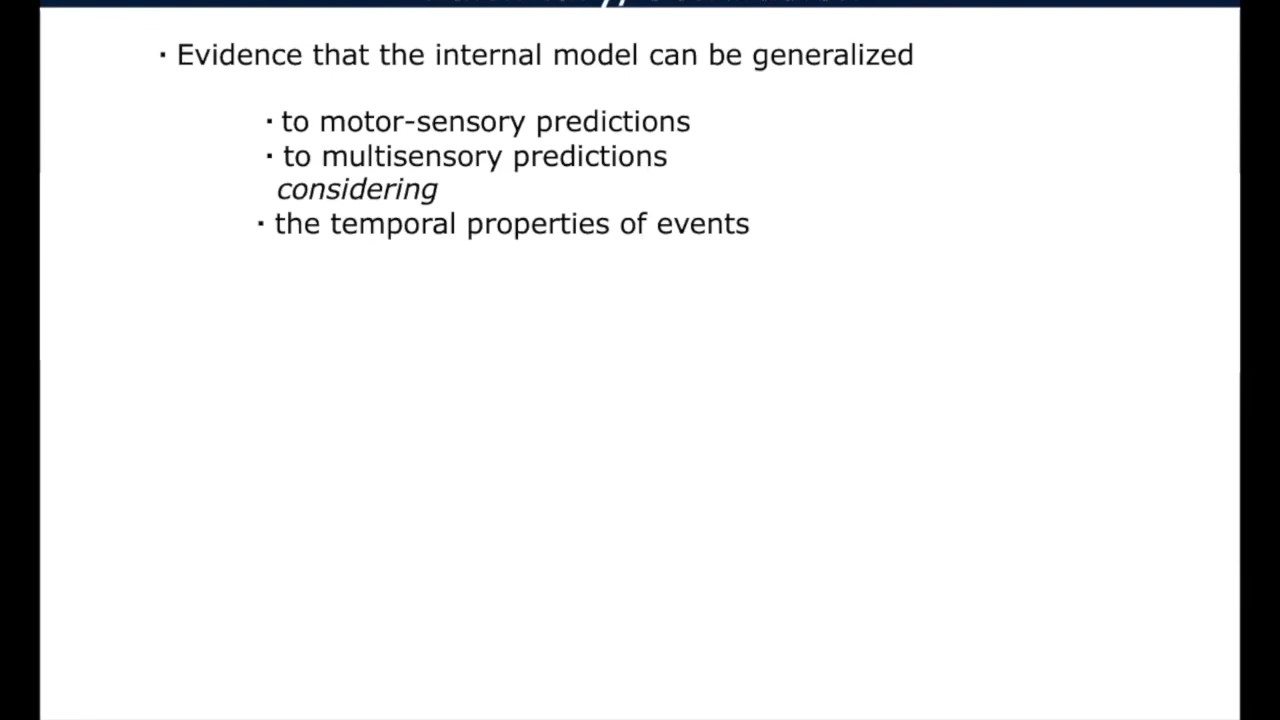 · Evidence that the internal model can be generalized
· to motor-sensory predictions
· to multisensory predictions
considering
· the temporal properties of events